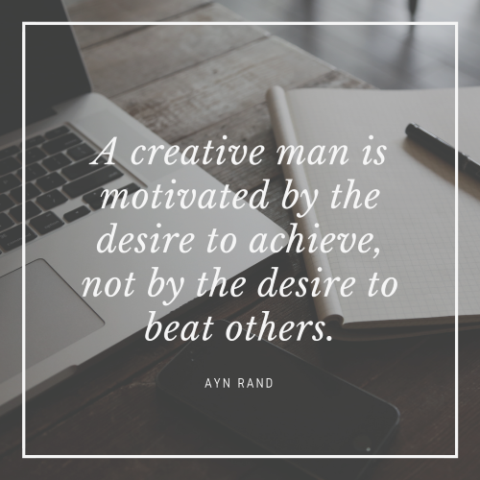 A creative man is
motivated by the
desire to achieve,
not by the desire to
beat others.
AYN RAND